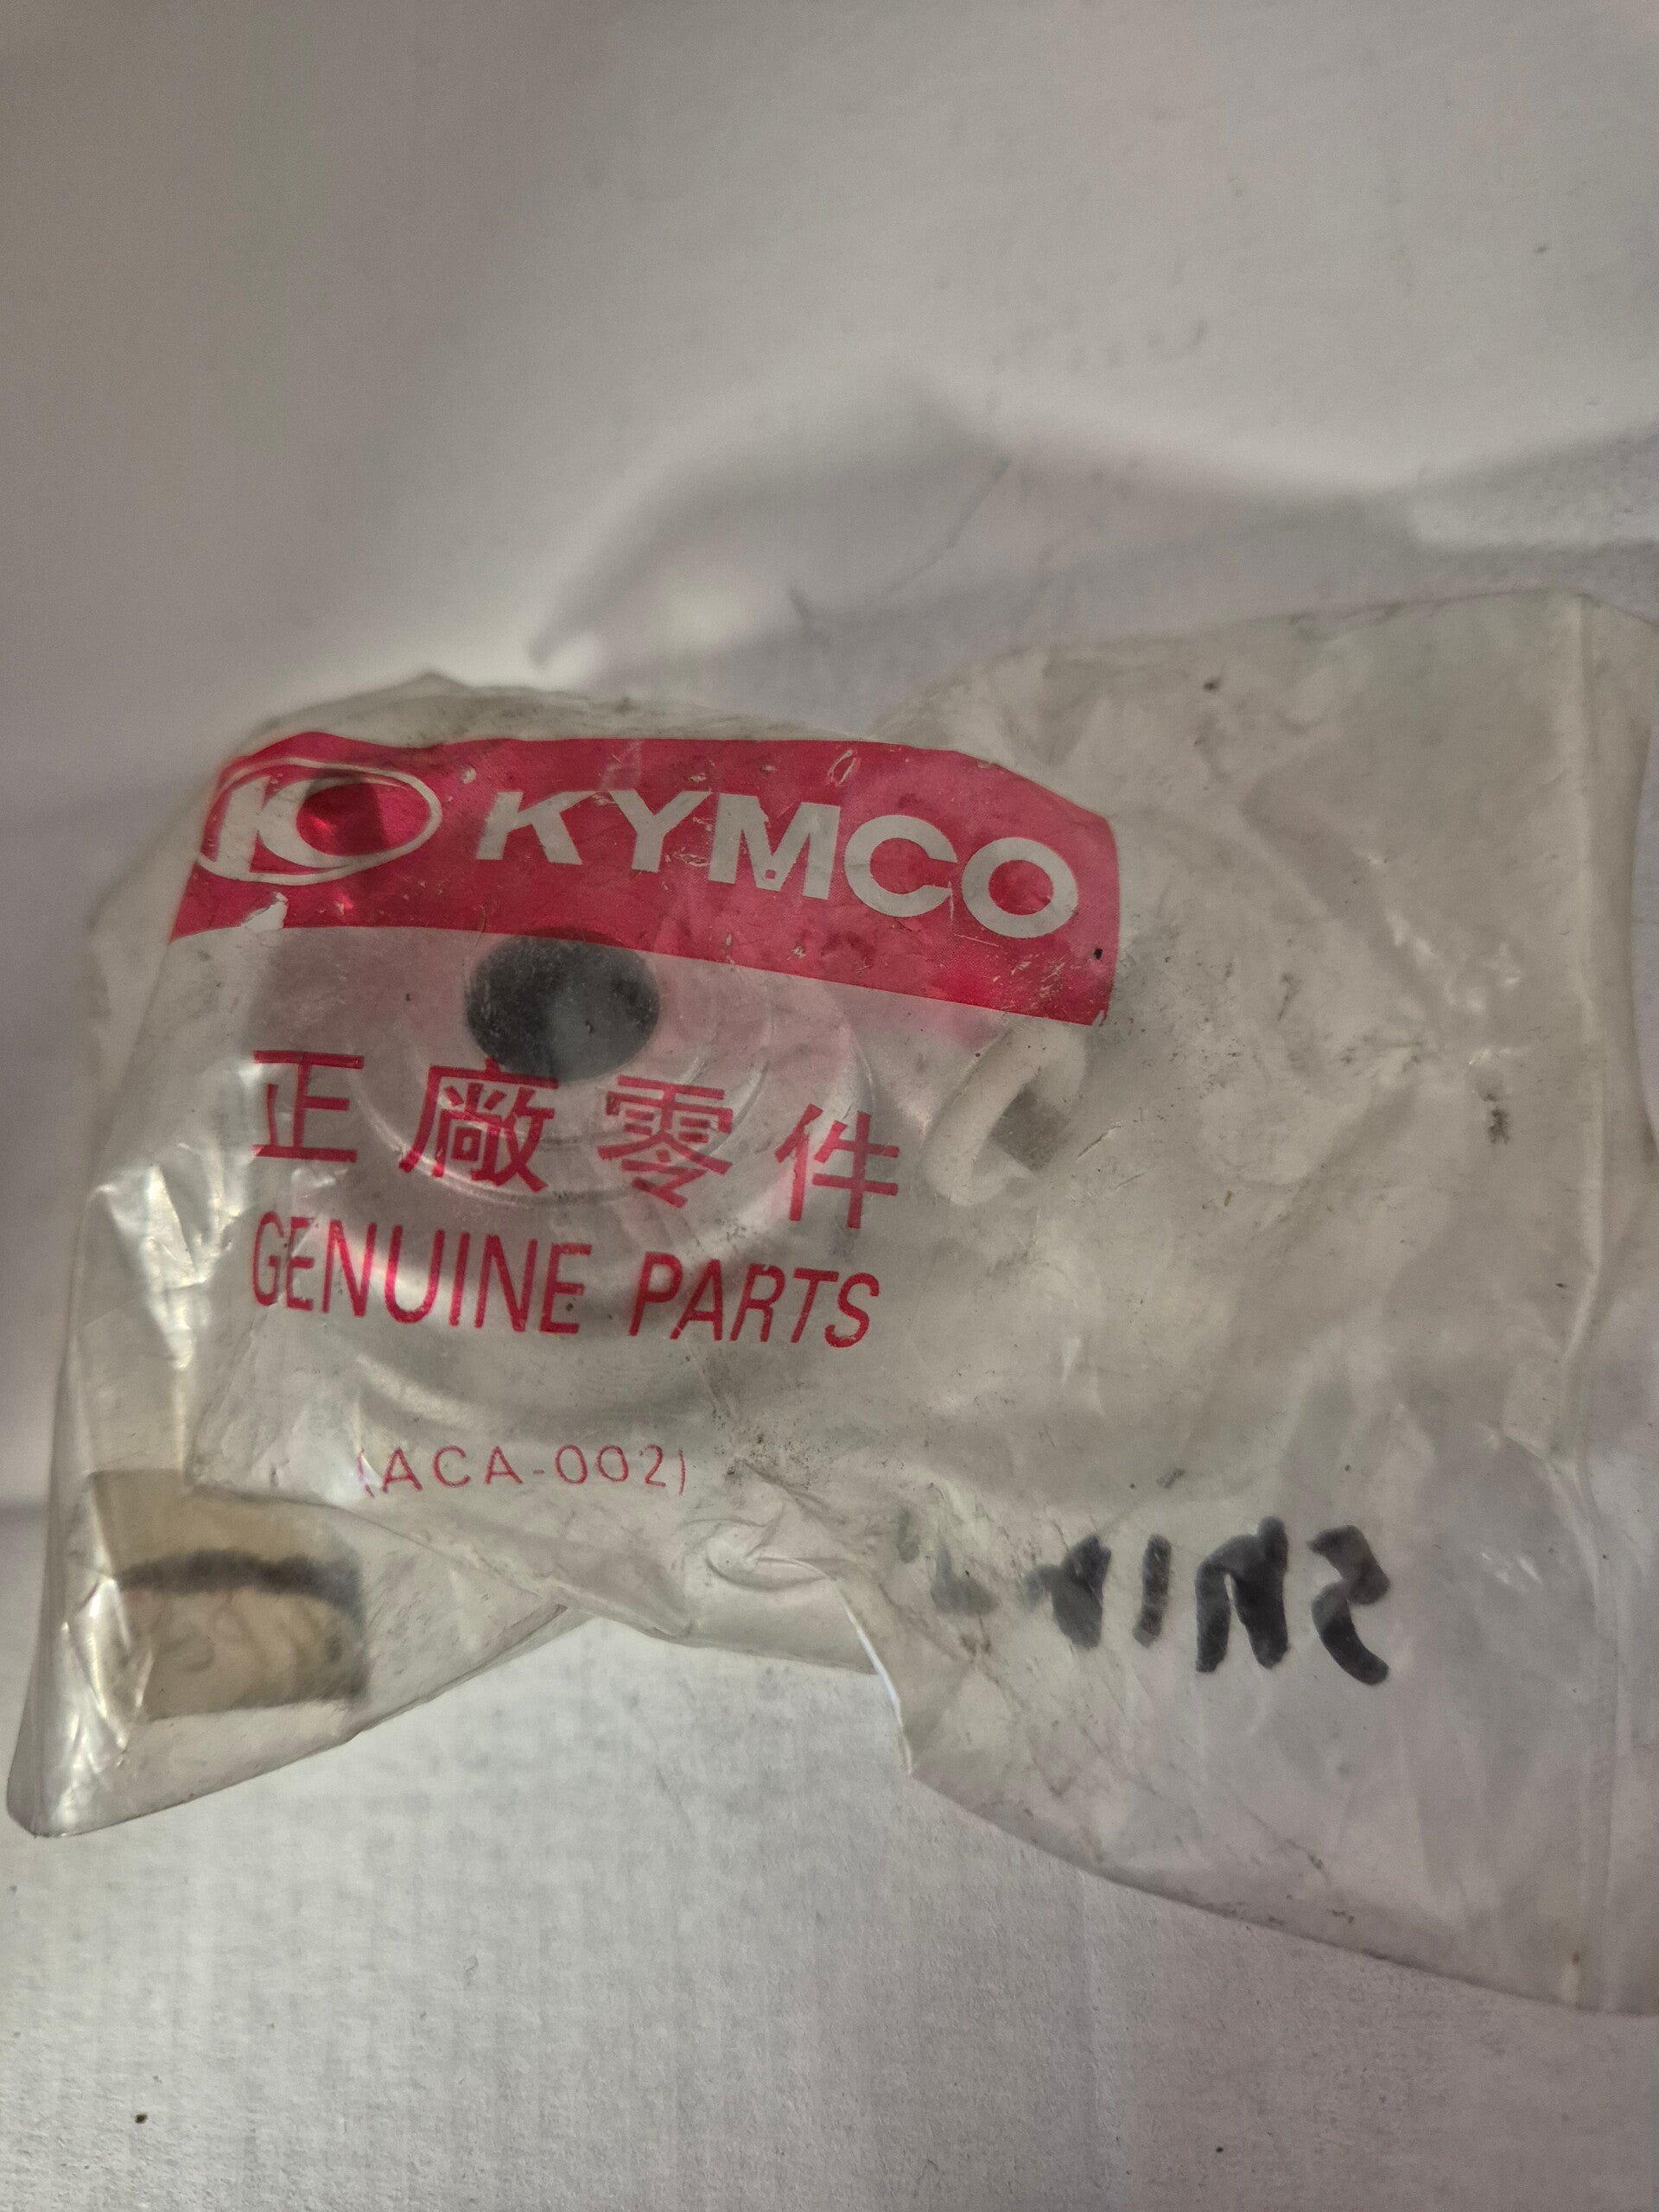 KYMCO
正廠零件
GENUINE PARTS
(ACA-002)